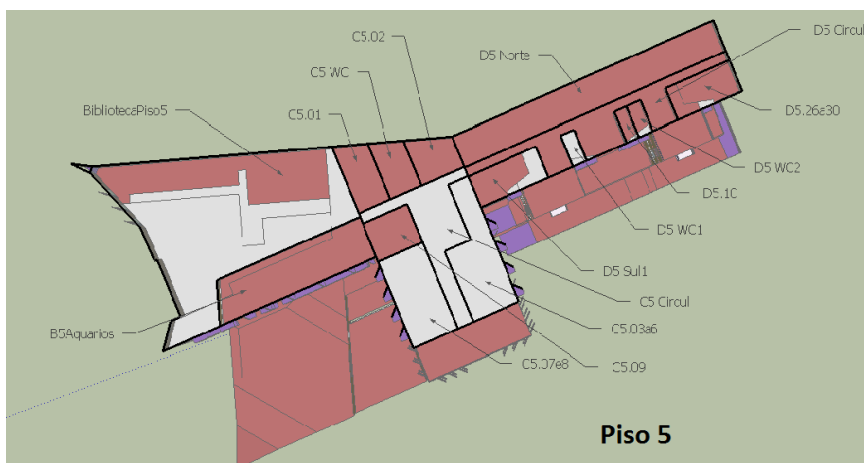 C5.02
D5 Circul
C5 WC
D5 Norte
C5.01
BibliotecaPiso5
D5.26a30
D5 WC2
D5.1C
D5 WC1
D5 Sul1
C5 Circul
B5Aquarios
C5.03a6
C5.07e8
C5.09
Piso 5